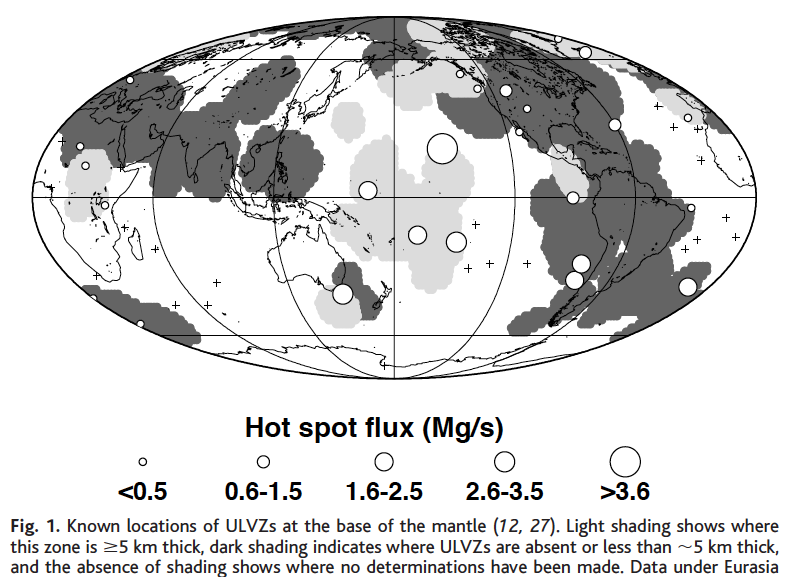 Hot spot flux (Mg/s)
<0.5 0.6-1.5 1.6-2.5 2.6-3.5 >3.6
Fig. 1. Known locations of ULVZs at the base of the mantle (12, 27). Light shading shows where
this zone is ≥5 km thick, dark shading indicates where ULVZs are absent or less than ~5 km thick,
and the absence of shading shows where no determinations have been made. Data under Eurasia